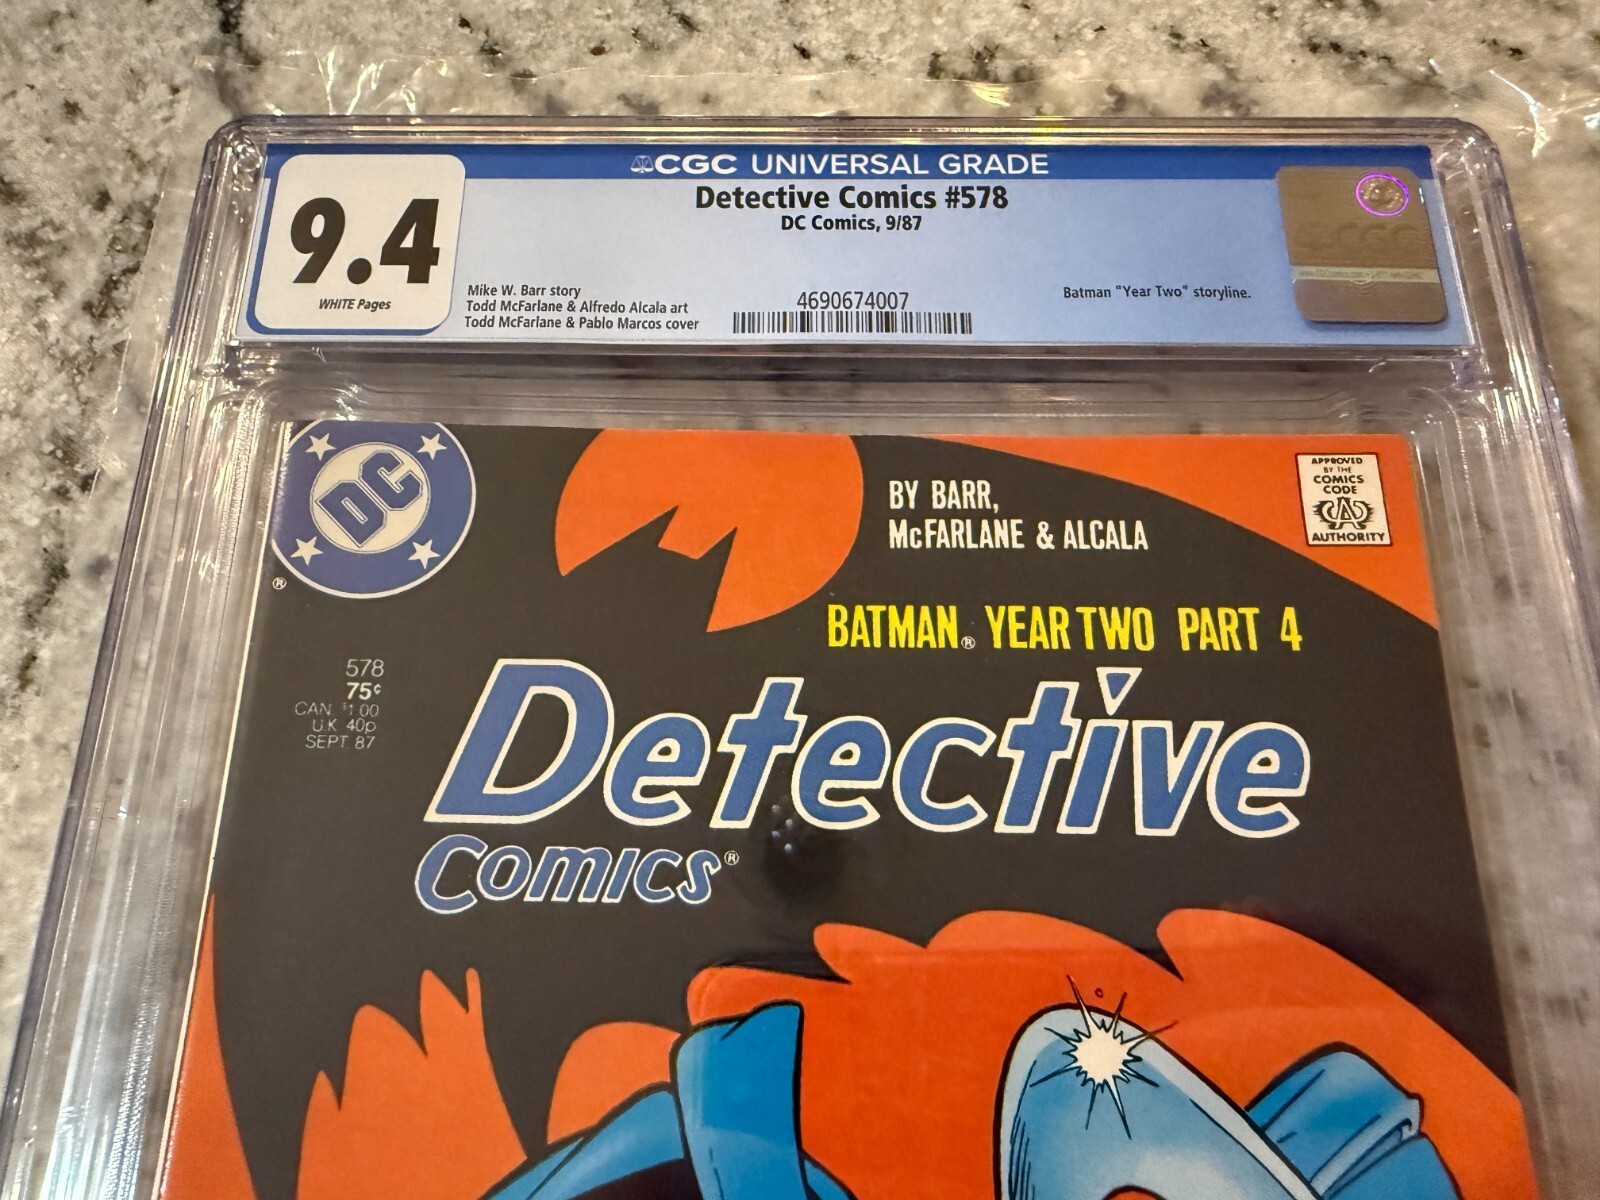 CGC UNIVERSAL GRADE
9.4
WHITE Pages
Detective Comics #578
DC Comics, 9/87
Mike W. Barr story
Todd McFarlane & Alfredo Alcala art
Todd McFarlane & Pablo Marcos cover
4690674007
Batman "Year Two" storyline.
CGC
DC
®
BY BARR,
McFARLANE & ALCALA
APPROVED
BY THE
COMICS
CODE
CA
AUTHORITY
BATMAN® YEAR TWO PART 4
578
75¢
CAN. $1.00
U.K. 40p
SEPT. 87
Detective
Comics®